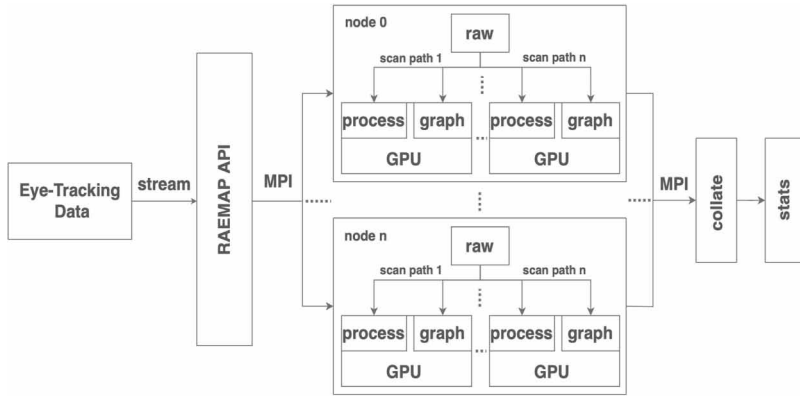 node 0
raw
scan path 1
scan path n
process
graph
process
graph
GPU
GPU
Eye-Tracking
Data
stream
RAEMAP API
MPI
MPI
collate
stats
node n
raw
scan path 1
scan path n
process
graph
process
graph
GPU
GPU